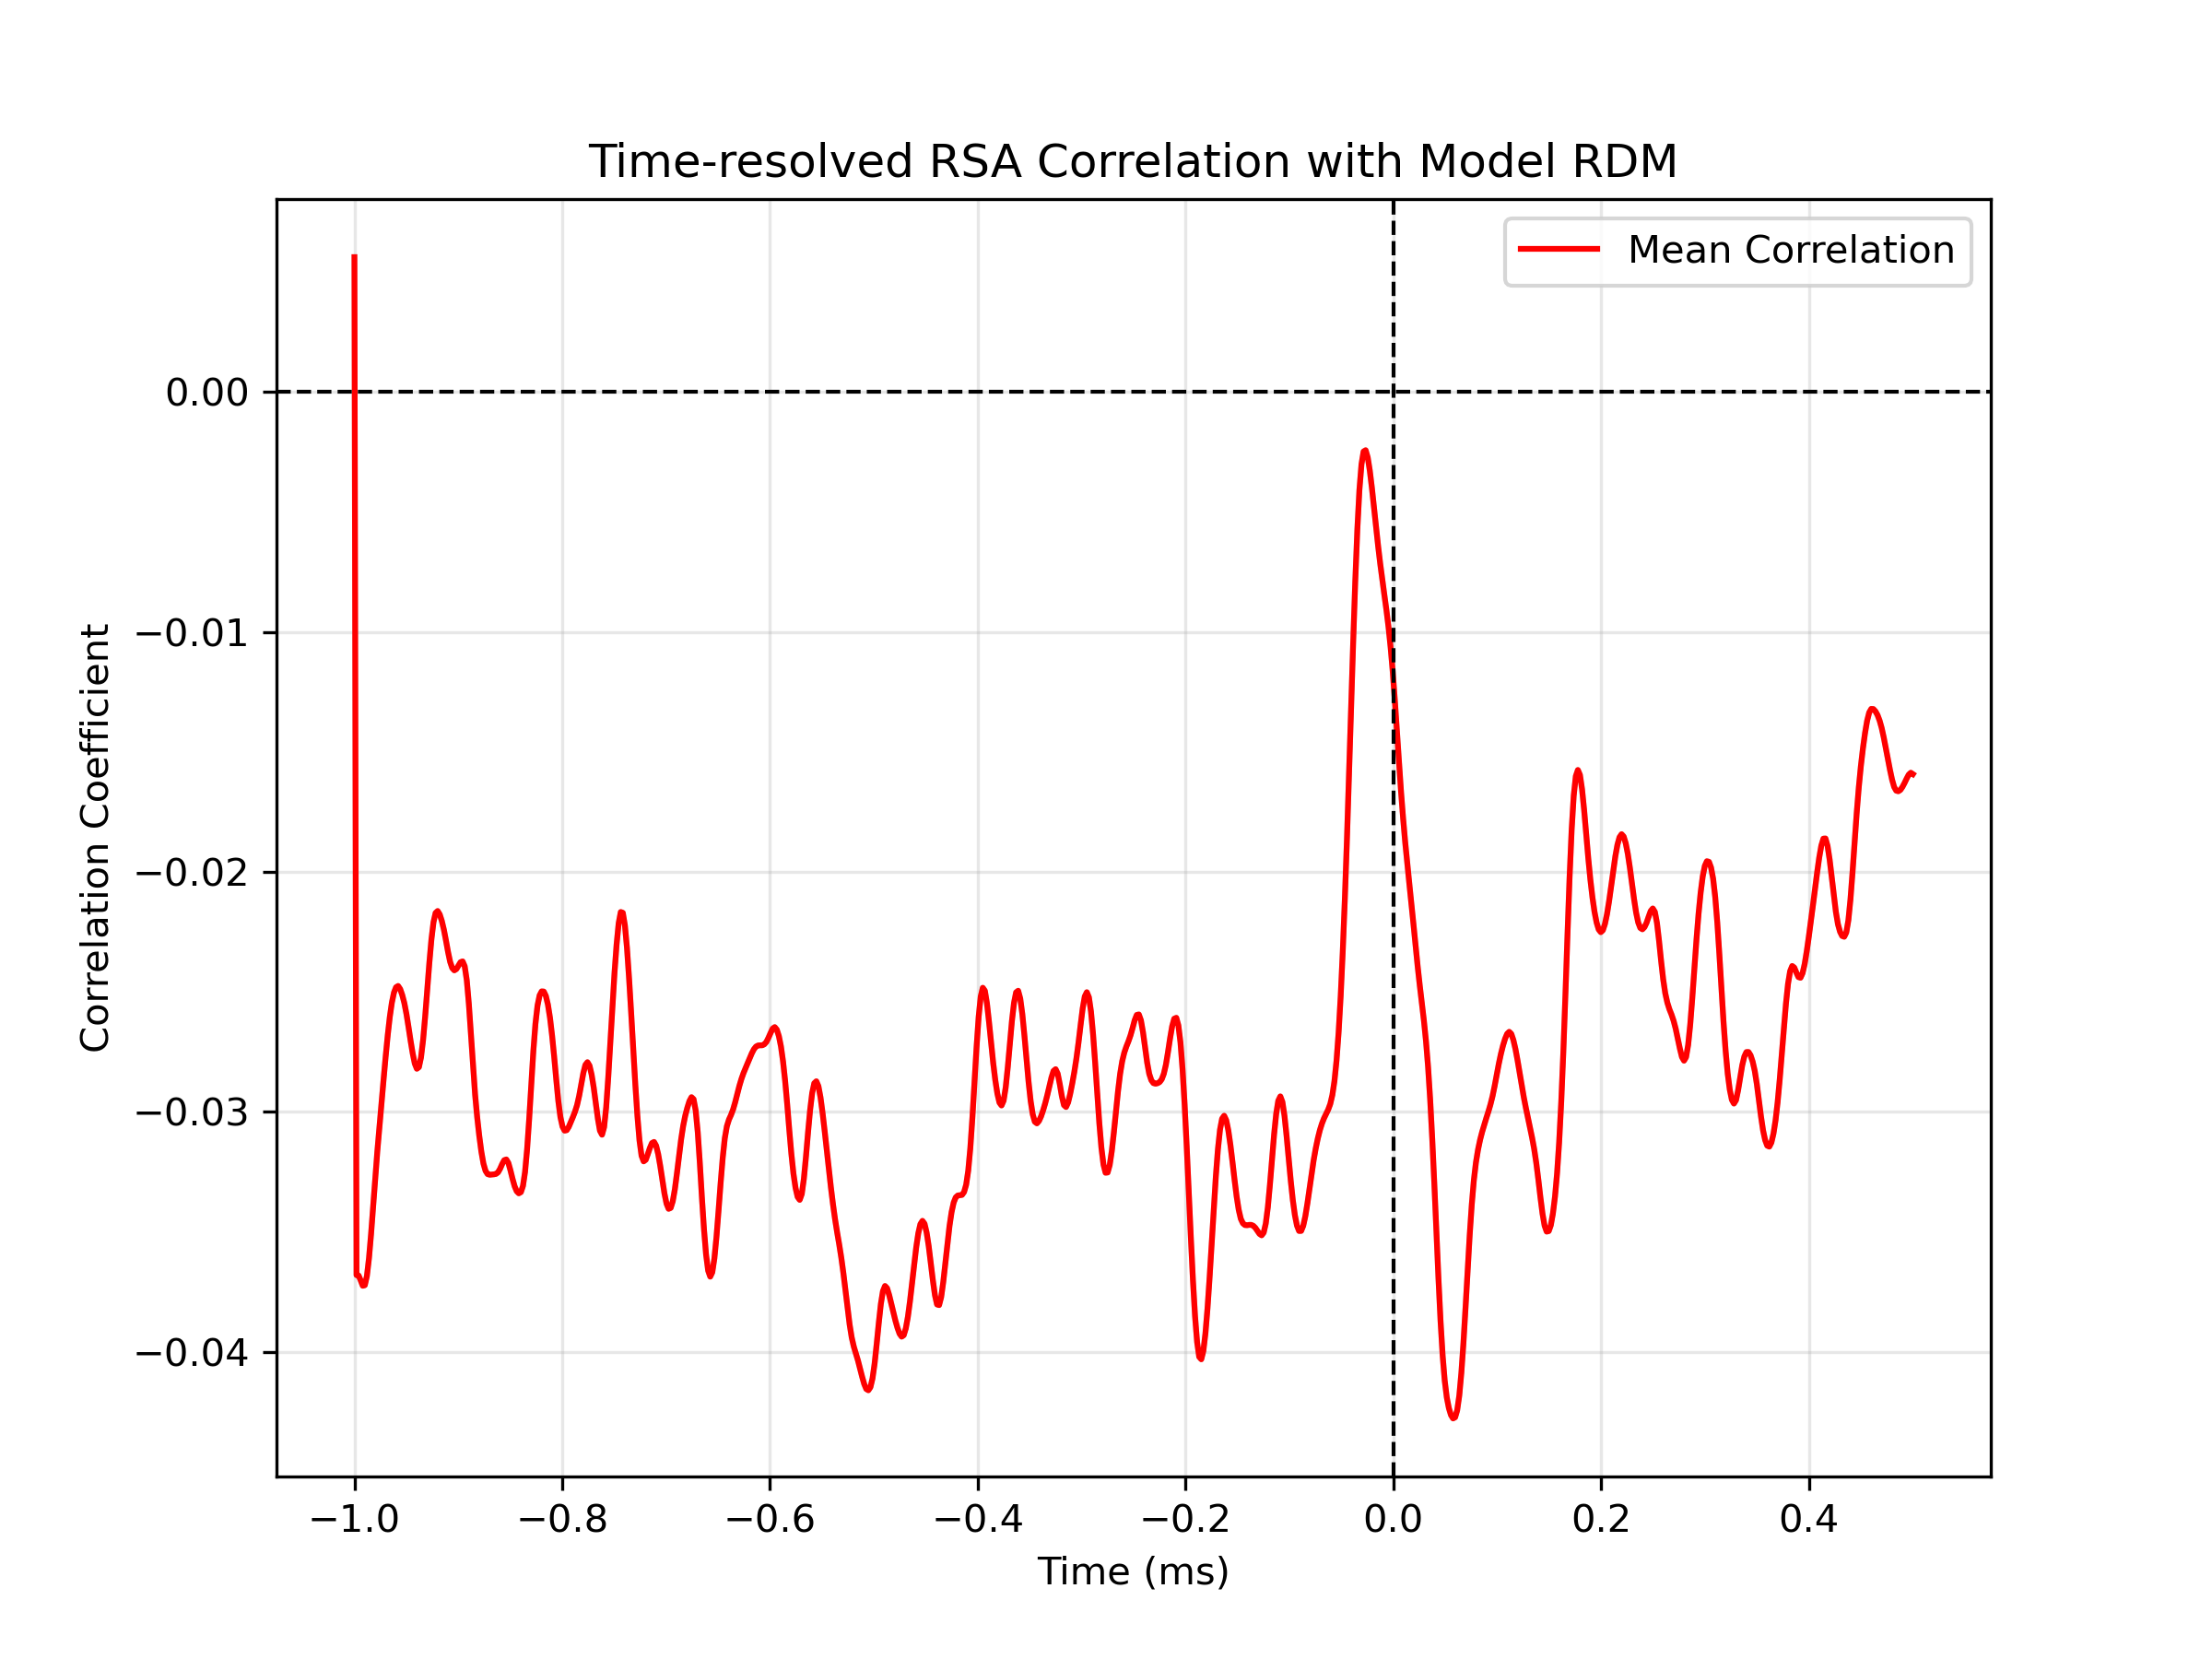 Time-resolved RSA Correlation with Model RDM
Mean Correlation
Correlation Coefficient
0.00
−0.01
−0.02
−0.03
−0.04
−1.0 −0.8 −0.6 −0.4 −0.2 0.0 0.2 0.4
Time (ms)